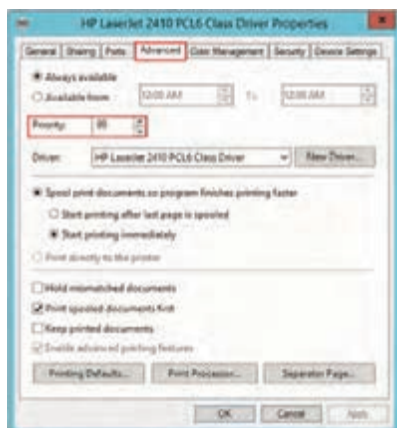 HP LaserJet 2410 PCL6 Class Driver Properties
General Sharing Ports Advanced Color Management Security Device Settings
Always available
Available from 12:00 AM To 12:00 AM
Priority:
Driver: HP LaserJet 2410 PCL6 Class Driver New Driver...
Spool print documents so program finishes printing faster
Start printing after last page is spooled
Start printing immediately
Print directly to the printer
Hold mismatched documents
Print spooled documents first
Keep printed documents
Enable advanced printing features
Printing Defaults... Print Processor... Separator Page...
OK Cancel Apply